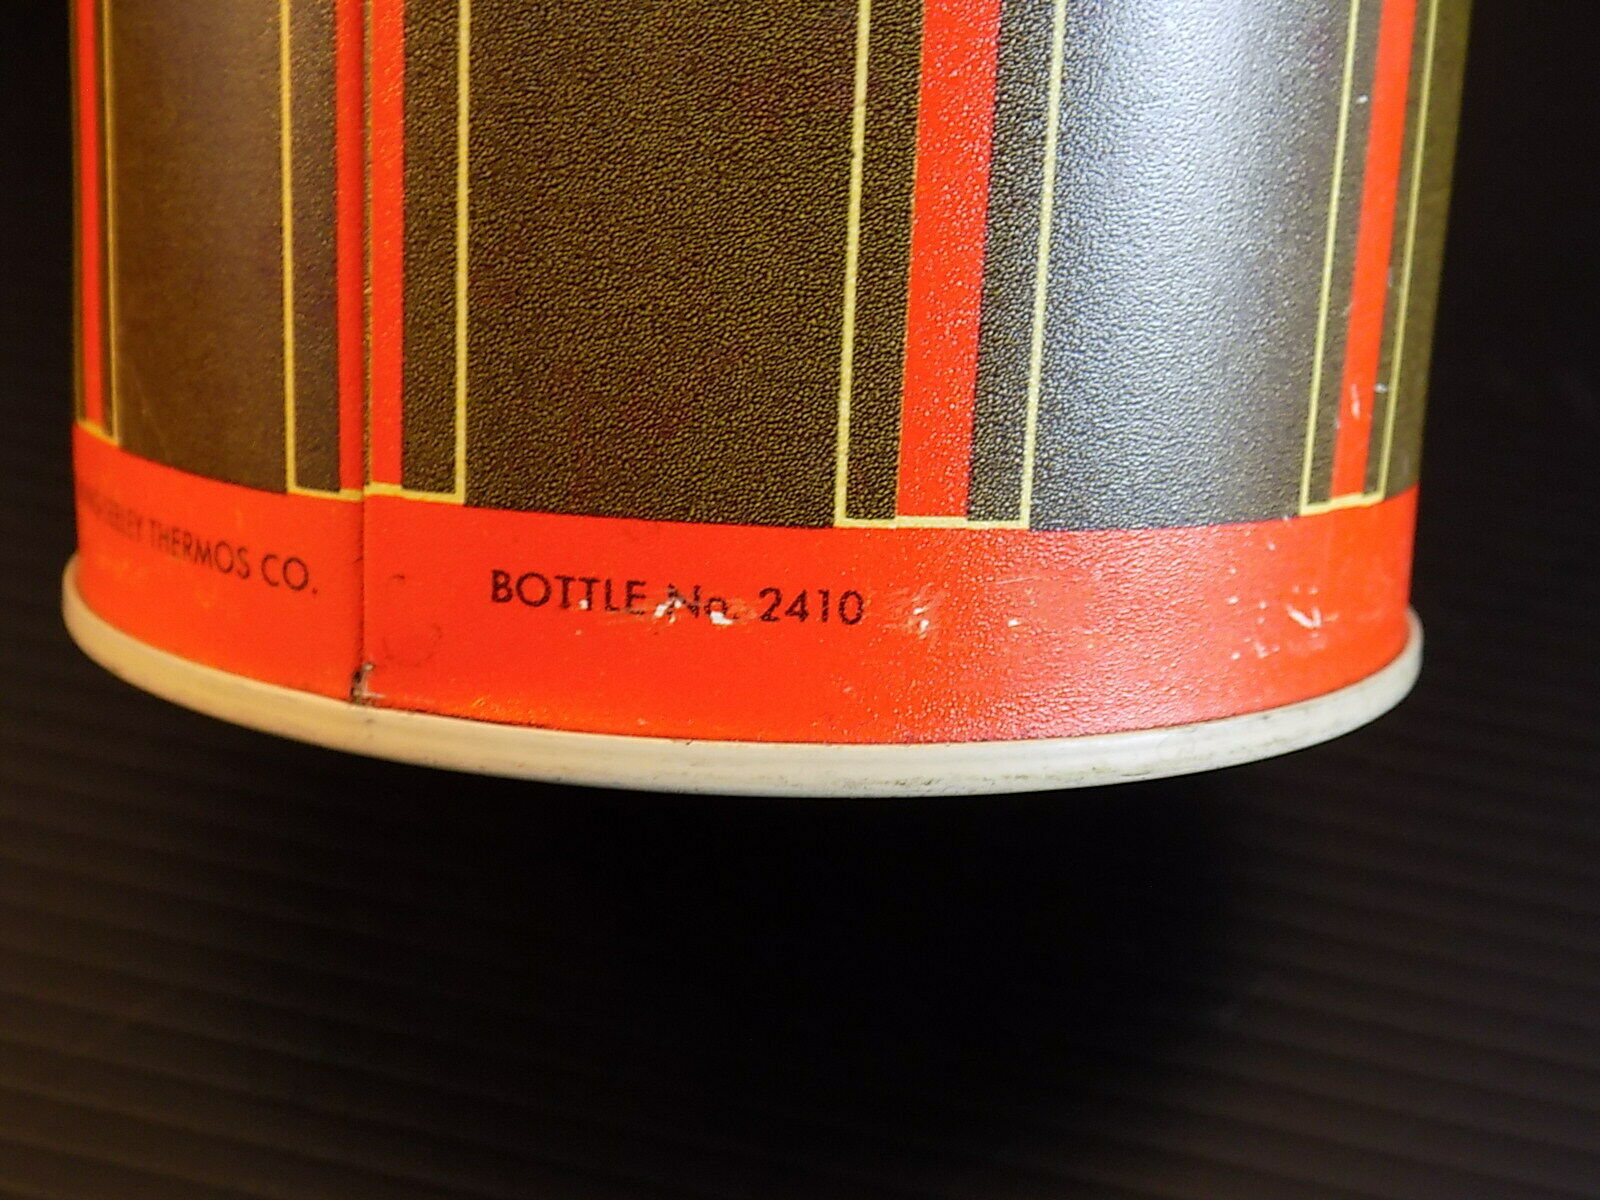 THERMOS CO.
BOTTLE No. 2410